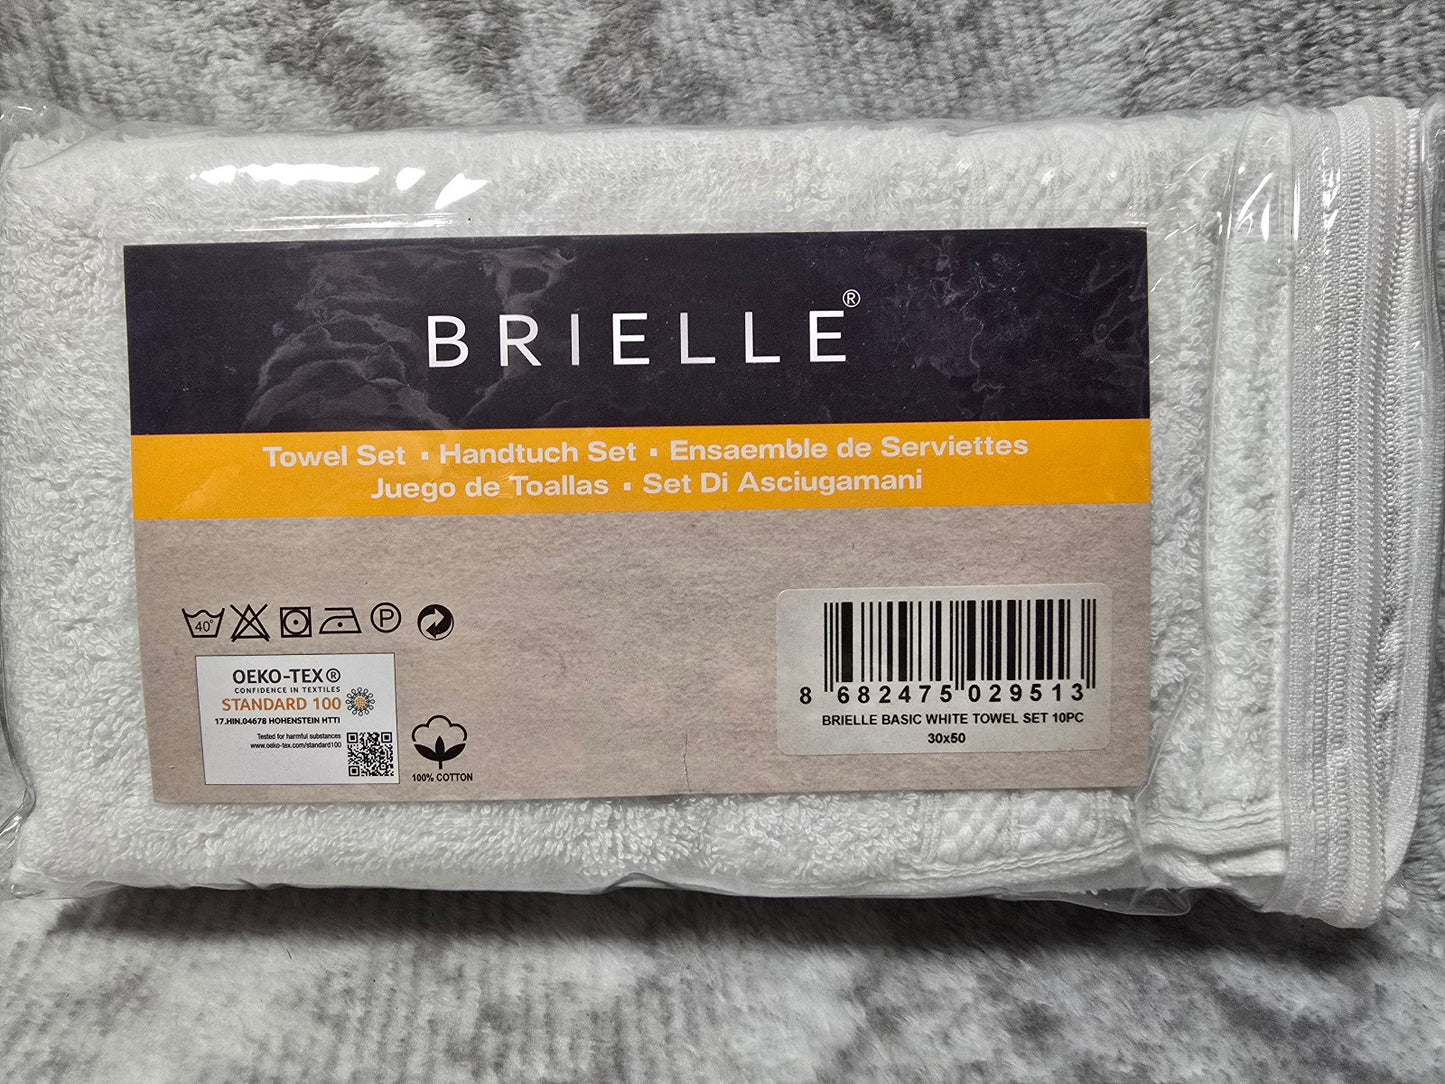 BRIELLE®
Towel Set ▪ Handtuch Set ▪ Ensaemble de Serviettes
Juego de Toallas ▪ Set Di Asciugamani
40°
P
OEKO-TEX®
CONFIDENCE IN TEXTILES
STANDARD 100
17.HIN.04678 HOHENSTEIN HTTI
Tested for harmful substances
www.oeko-tex.com/standard100
100% COTTON
8 682475 029513
BRIELLE BASIC WHITE TOWEL SET 10PC
30x50